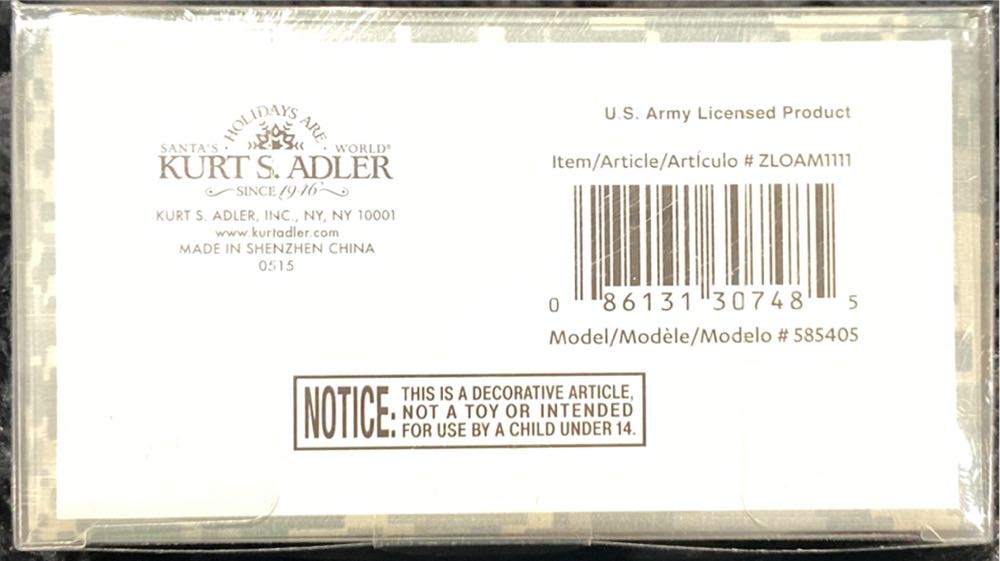 HOLIDAYS ARE
SANTA'S WORLD®
KURT S. ADLER
SINCE 1946
KURT S. ADLER, INC., NY, NY 10001
www.kurtadler.com
MADE IN SHENZHEN CHINA
0515
U.S. Army Licensed Product
Item/Article/Artículo # ZLOAM1111
0 86131 30748 5
Model/Modèle/Modelo # 585405
NOTICE: THIS IS A DECORATIVE ARTICLE,
NOT A TOY OR INTENDED
FOR USE BY A CHILD UNDER 14.